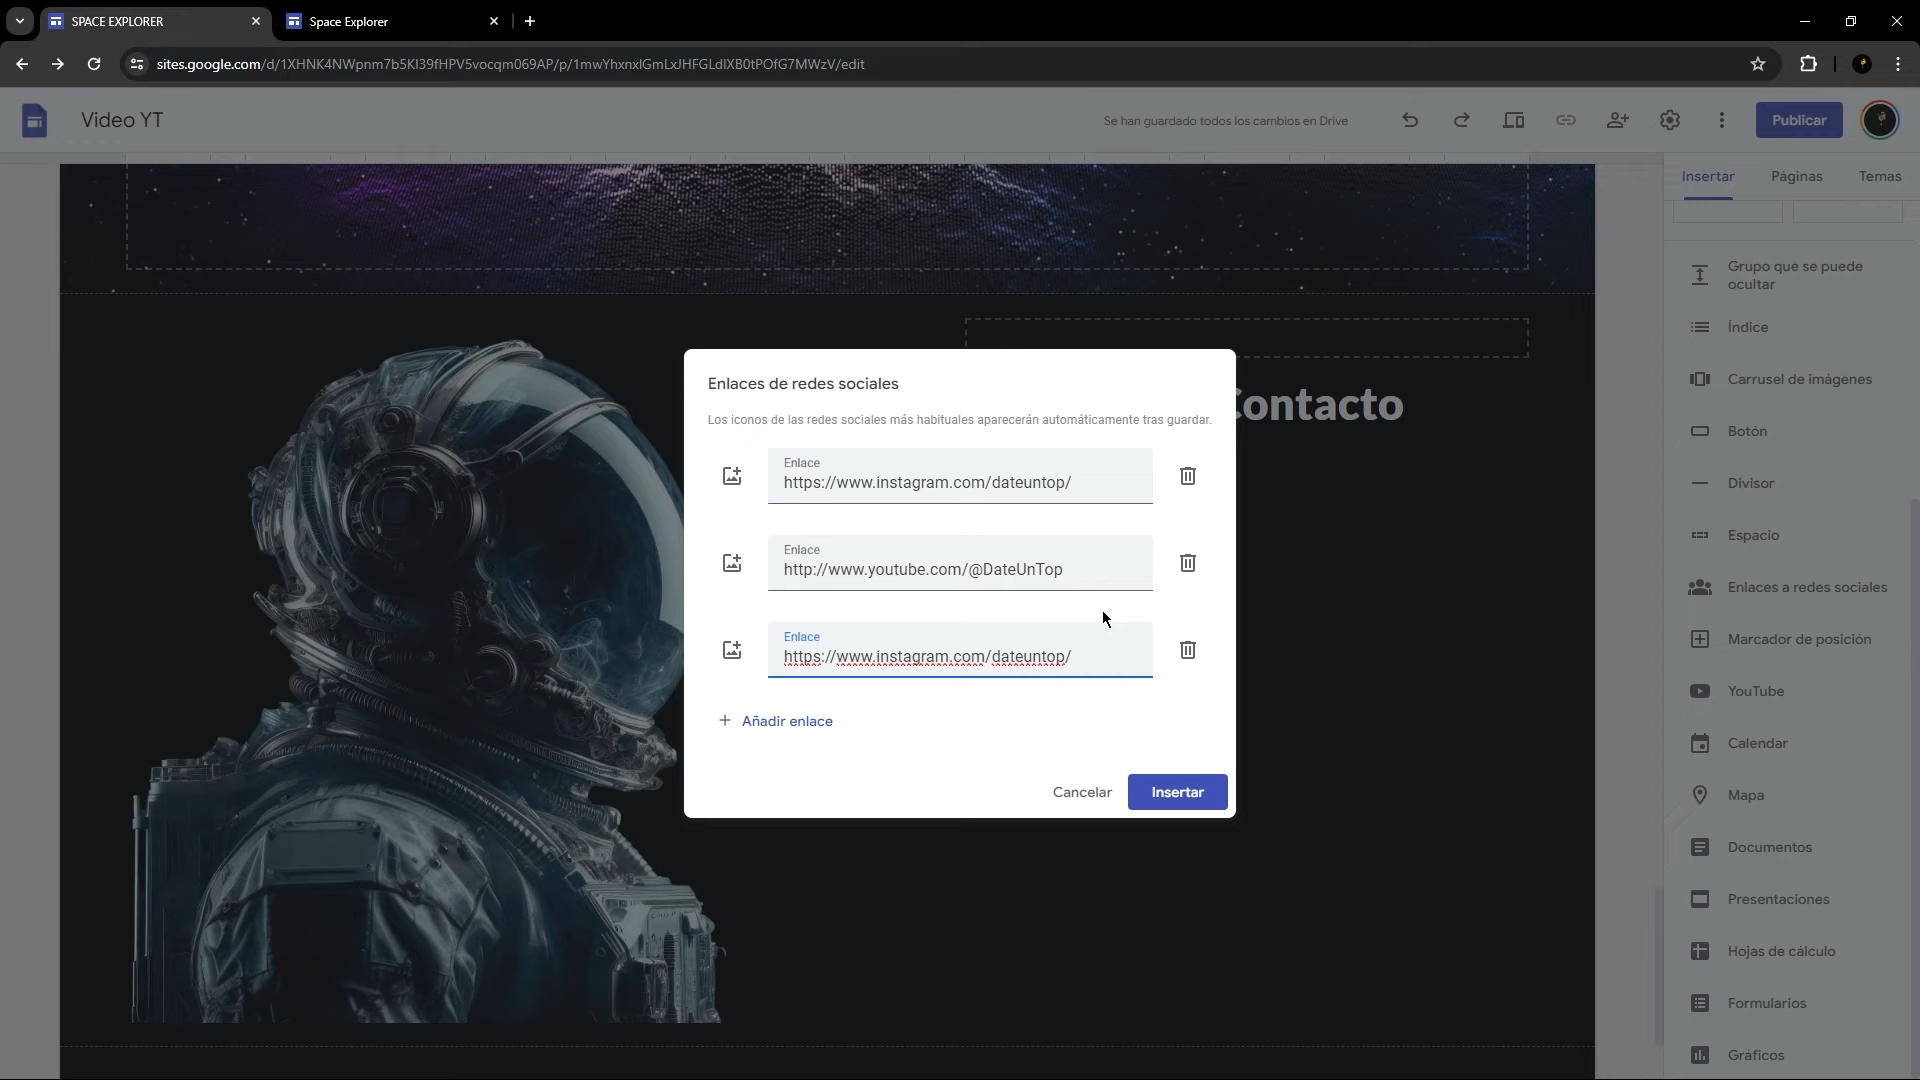 SPACE EXPLORER
Space Explorer
sites.google.com/d/1XHNK4NWpnm7b5KI39fHPV5vocqm069AP/p/1mwYhxnxlGmLxJHFGLdlXB0tPOfG7MWzV/edit
Video YT
Se han guardado todos los cambios en Drive
Publicar
Insertar
Páginas
Temas
Grupo que se puede
ocultar
Índice
Carrusel de imágenes
Botón
Divisor
Espacio
Enlaces a redes sociales
Marcador de posición
YouTube
Calendar
Mapa
Documentos
Presentaciones
Hojas de cálculo
Formularios
Gráficos
Contacto
Enlaces de redes sociales
Los iconos de las redes sociales más habituales aparecerán automáticamente tras guardar.
Enlace
https://www.instagram.com/dateuntop/
Enlace
http://www.youtube.com/@DateUnTop
Enlace
https://www.instagram.com/dateuntop/
+ Añadir enlace
Cancelar
Insertar